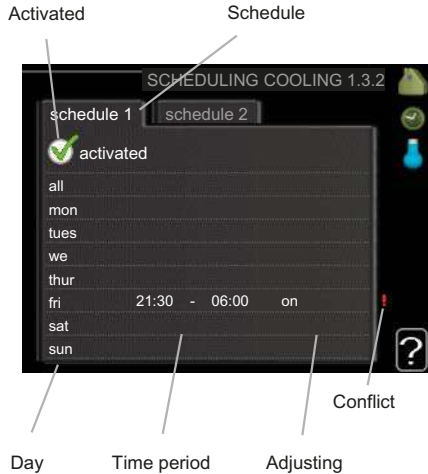 Activated Schedule
SCHEDULING COOLING 1.3.2
schedule 1 schedule 2
activated
all
mon
tues
we
thur
fri 21:30 - 06:00 on !
sat
sun ?
Conflict
Day Time period Adjusting